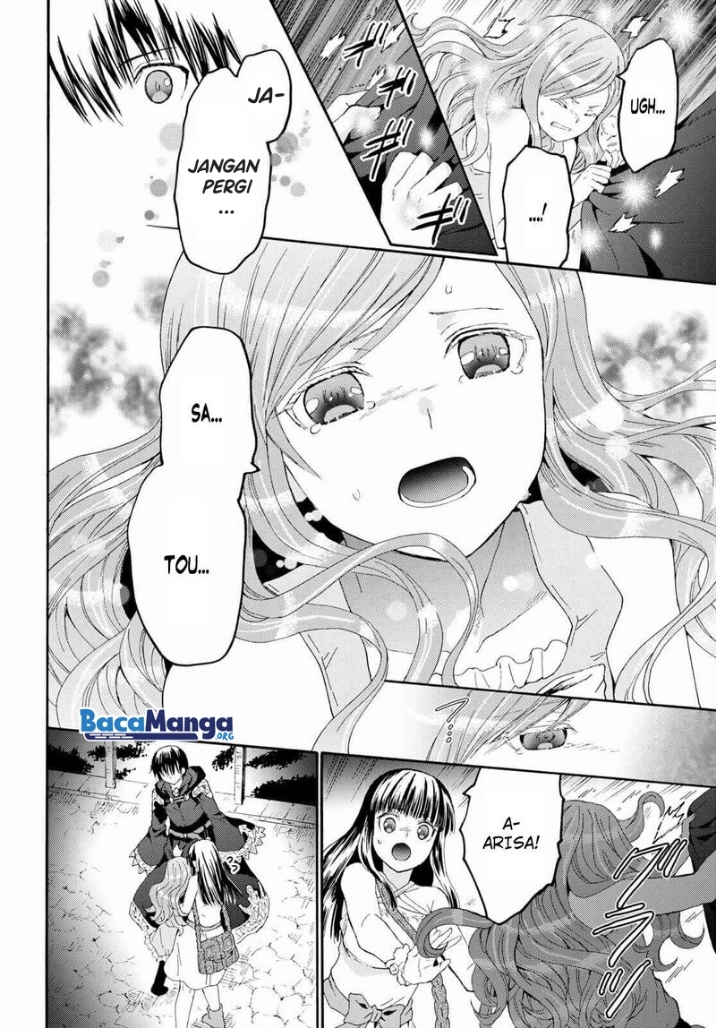 UGH...
....!
JA-
JANGAN
PERGI
...
SA...
TOU...
A-
ARISA!
BacaManga
.ORG